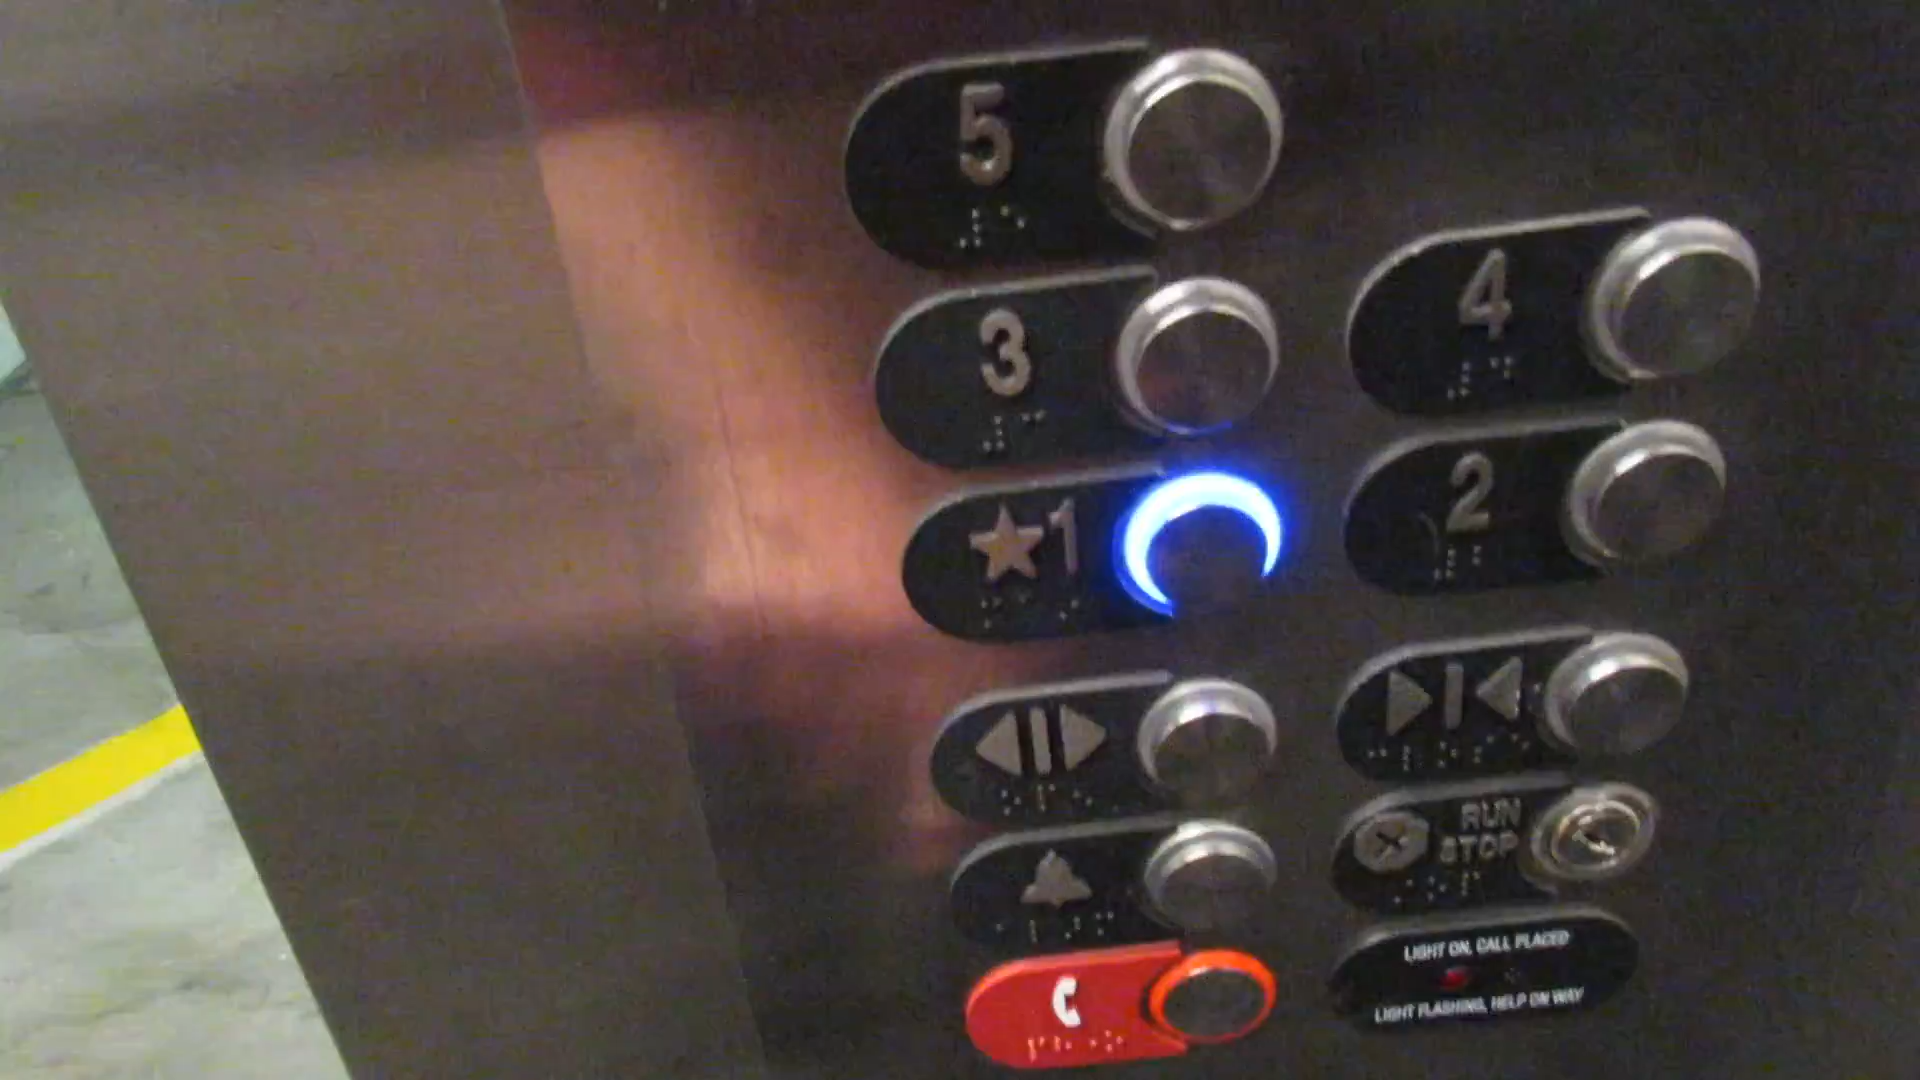 5
4
3
2
★1
RUN
STOP
LIGHT ON, CALL PLACED
LIGHT FLASHING, HELP ON WAY